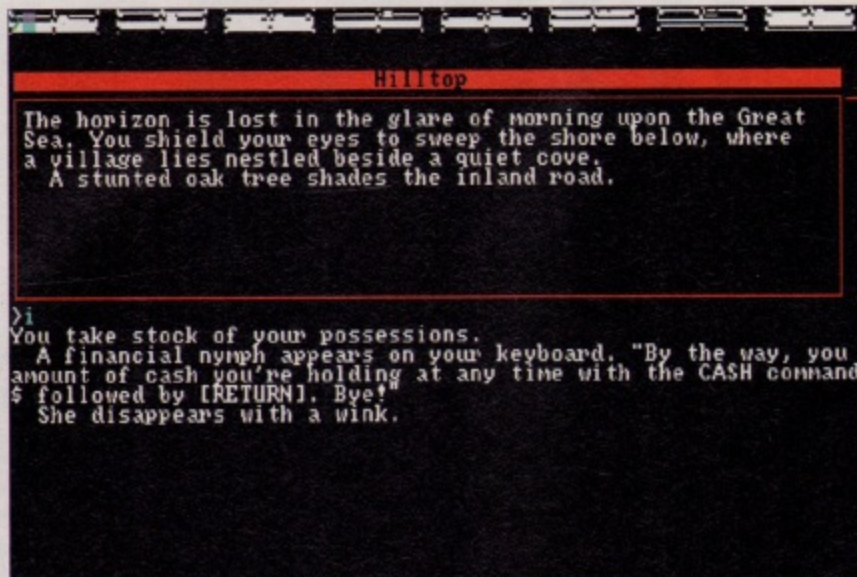 Hilltop
The horizon is lost in the glare of morning upon the Great
Sea. You shield your eyes to sweep the shore below, where
a village lies nestled beside a quiet cove.
A stunted oak tree shades the inland road.
>i
You take stock of your possessions.
A financial nymph appears on your keyboard. "By the way, you
amount of cash you're holding at any time with the CASH command
$ followed by [RETURN]. Bye!"
She disappears with a wink.